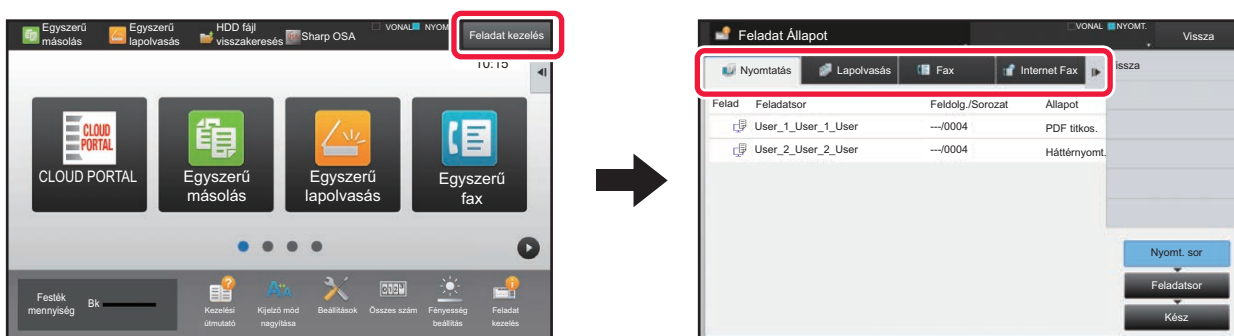 Egyszerű
másolás
Egyszerű
lapolvasás
HDD fájl
visszakeresés
Sharp OSA
VONAL
NYOM
Feladat kezelés
10:15
CLOUD
PORTAL
CLOUD PORTAL
Egyszerű
másolás
Egyszerű
lapolvasás
Egyszerű
fax
Festék
mennyiség
Bk
Kezelési
útmutató
Kijelző mód
nagyítása
Beállítások
Összes szám
Fényesség
beállítás
Feladat
kezelés
Feladat Állapot
VONAL
NYOMT.
Vissza
Nyomtatás
Lapolvasás
Fax
Internet Fax
issza
Felad Feladatsor Feldolg./Sorozat Állapot
User_1_User_1_User ---/0004 PDF titkos.
User_2_User_2_User ---/0004 Háttérnyomt.
Nyomt. sor
Feladatsor
Kész